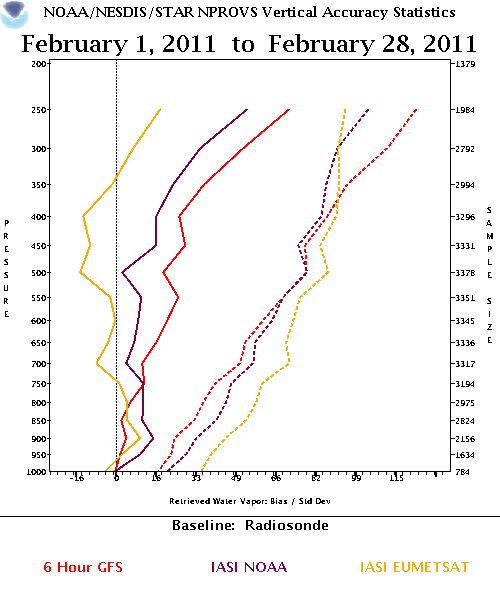 NOAA/NESDIS/STAR NPROVS Vertical Accuracy Statistics
February 1, 2011 to February 28, 2011
200 1379
250 1984
300 2792
350 2994
400 3296
450 3331
500 3378
550 3351
600 3345
650 3336
700 3317
750 3194
800 2975
850 2824
900 2156
950 1634
1000 784
PRESSURE
SAMPLE SIZE
-16 0 16 33 49 66 82 99 115
Retrieved Water Vapor: Bias / Std Dev
Baseline: Radiosonde
6 Hour GFS IASI NOAA IASI EUMETSAT